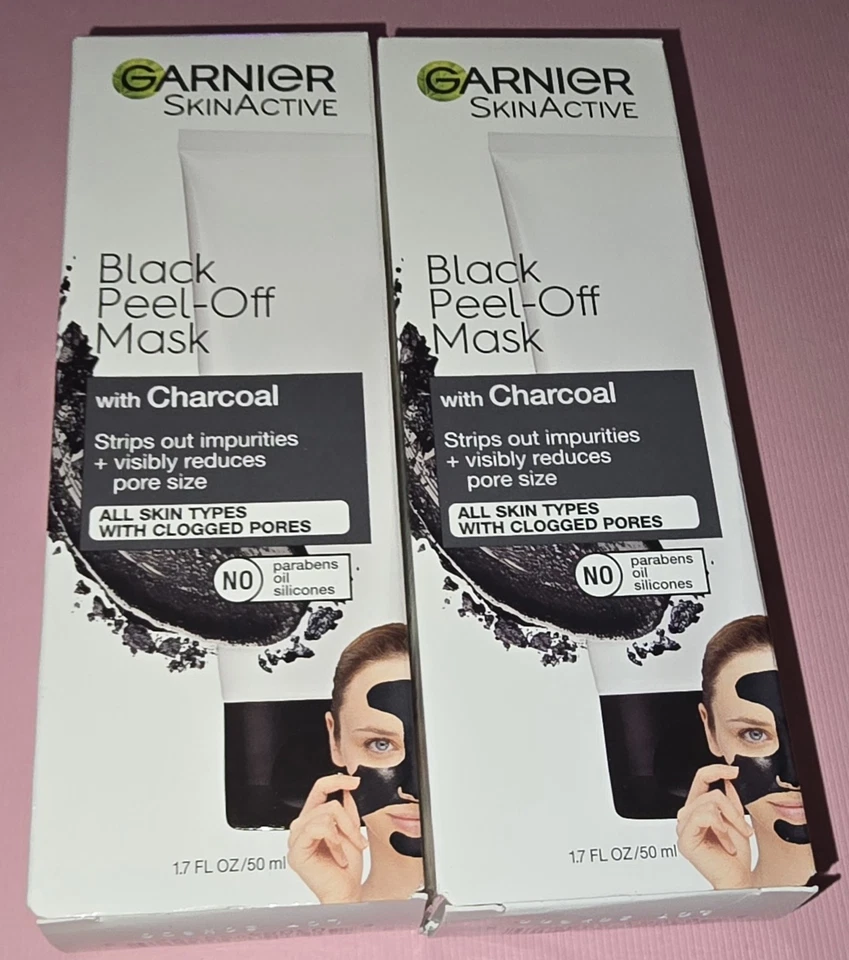 GARNIER
SKINACTIVE
Black
Peel-Off
Mask
with Charcoal
Strips out impurities
+ visibly reduces
pore size
ALL SKIN TYPES
WITH CLOGGED PORES
NO
parabens
oil
silicones
1.7 FL OZ/50 ml
GARNIER
SKINACTIVE
Black
Peel-Off
Mask
with Charcoal
Strips out impurities
+ visibly reduces
pore size
ALL SKIN TYPES
WITH CLOGGED PORES
NO
parabens
oil
silicones
1.7 FL OZ/50 ml